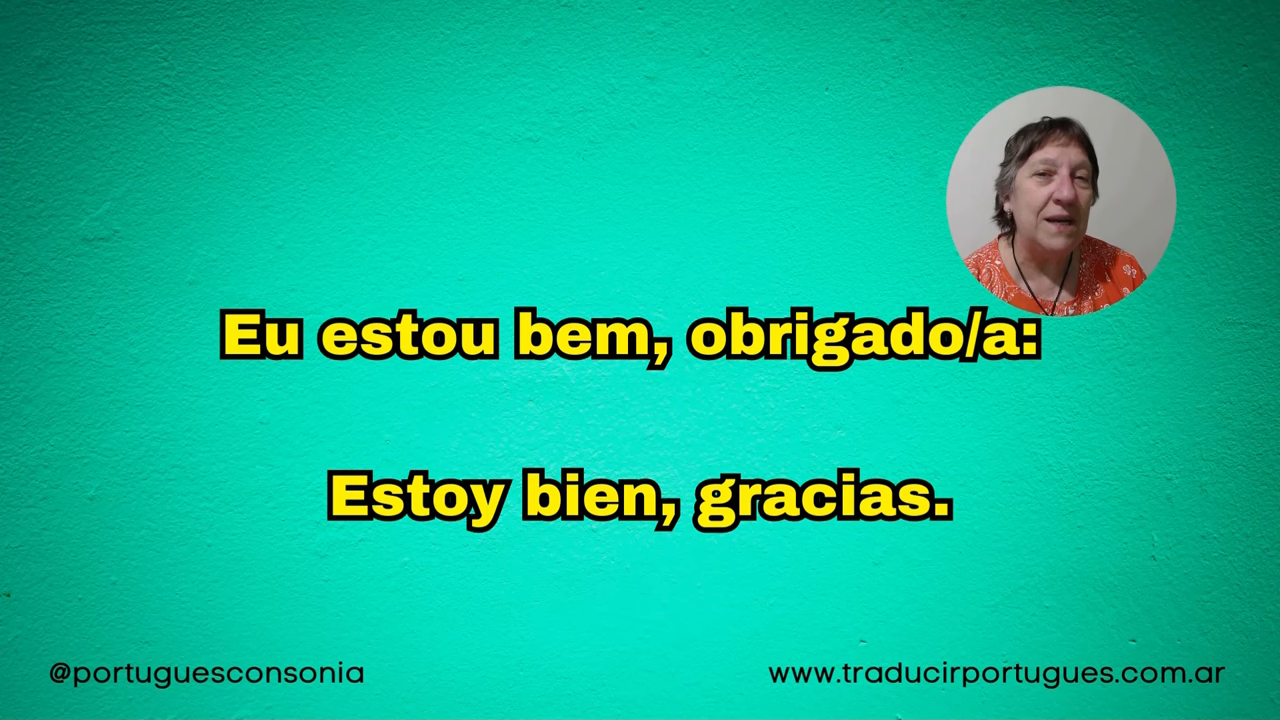 Eu estou bem, obrigado/a:
Estoy bien, gracias.
@portuguesconsonia
www.traducirportugues.com.ar